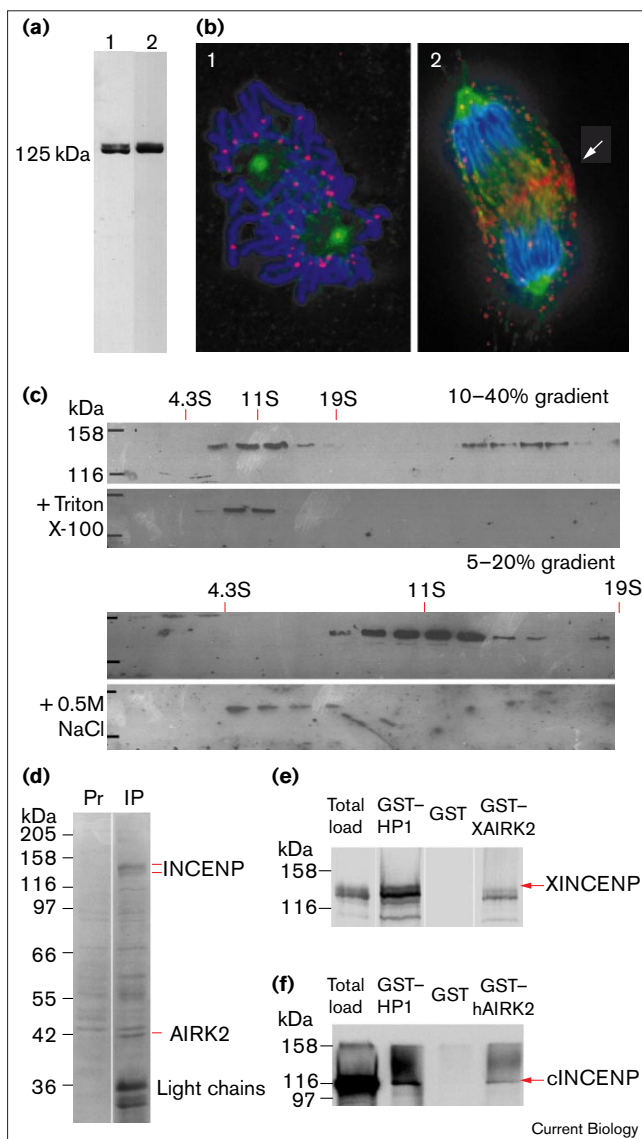 (a)
1 2
125 kDa
(b)
1
2
(c)
kDa
4.3S 11S 19S 10–40% gradient
158
116
+ Triton
X-100
5–20% gradient
4.3S 11S 19S
+ 0.5M
NaCl
(d)
Pr IP
kDa
205
158
116
97
66
55
42
36
INCENP
AIRK2
Light chains
(e)
Total
load
GST–
HP1
GST
GST–
XAIRK2
kDa
158
116
XINCENP
(f)
Total
load
GST–
HP1
GST
GST–
hAIRK2
kDa
158
116
97
cINCENP
Current Biology